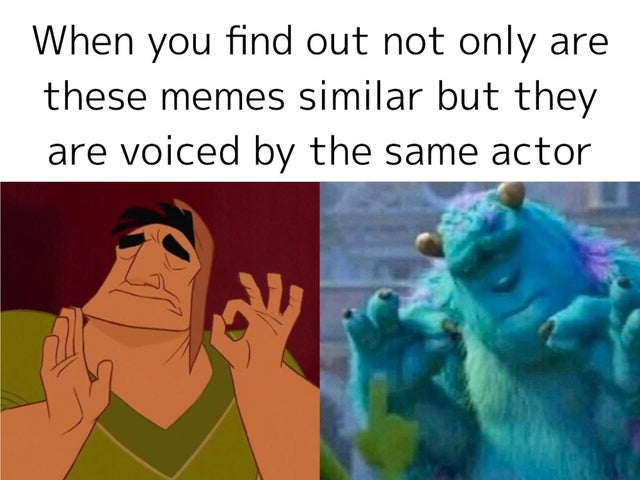 When you find out not only are
these memes similar but they
are voiced by the same actor